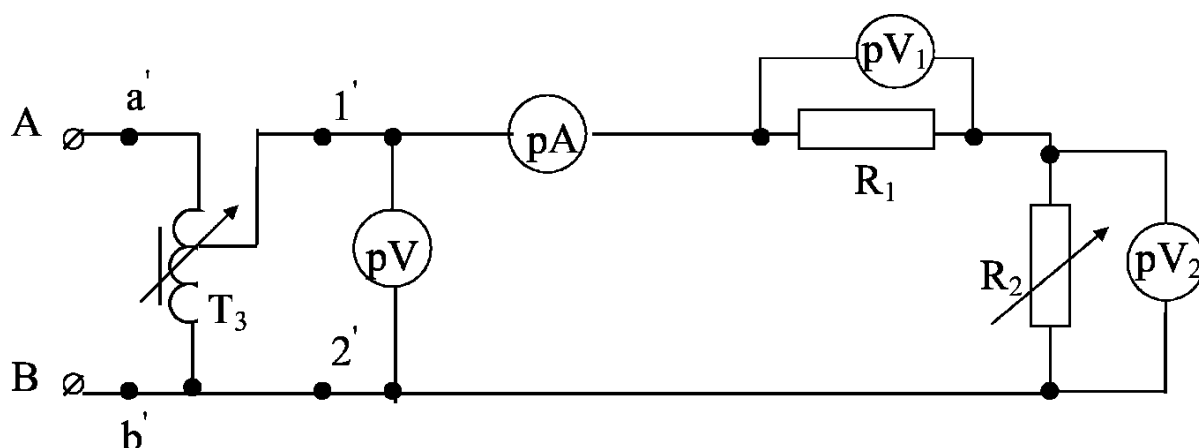 pV₁
a'
1'
A
pA
R₁
pV
R₂
pV₂
T₃
2'
B
b'